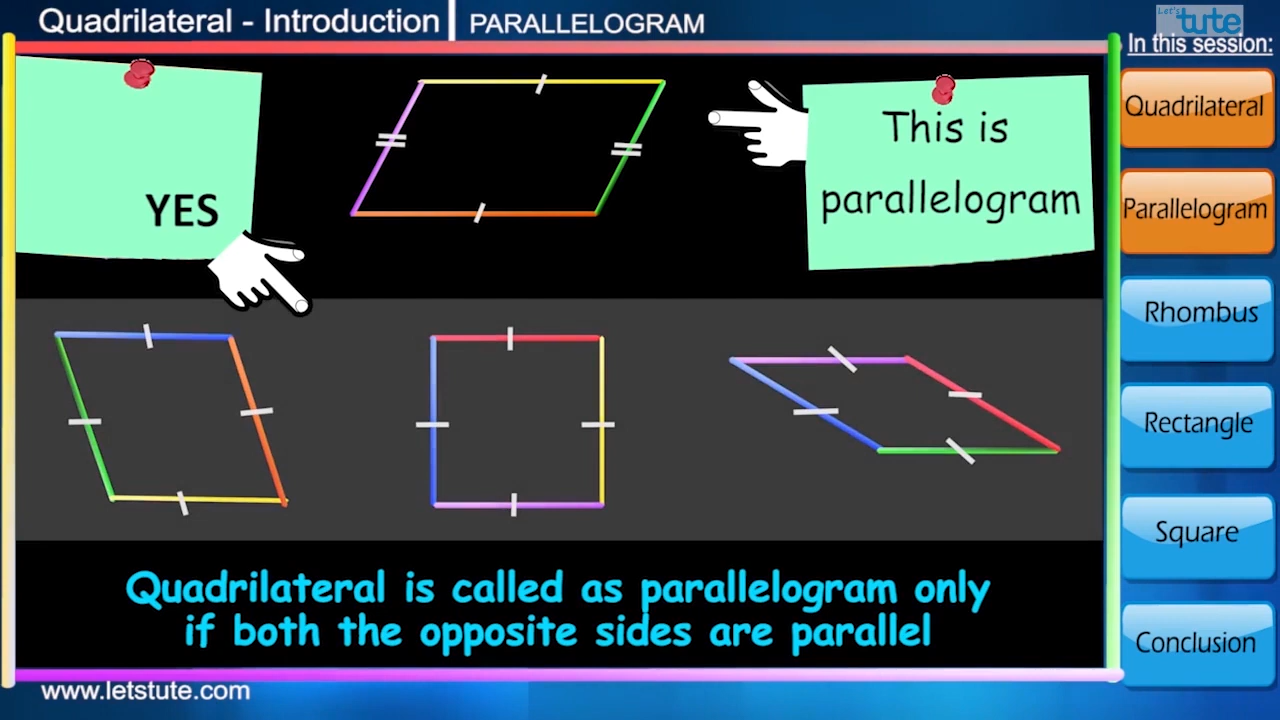 Quadrilateral - Introduction
PARALLELOGRAM
Let's
tute
In this session:
YES
This is
parallelogram
Quadrilateral
Parallelogram
Rhombus
Rectangle
Square
Conclusion
Quadrilateral is called as parallelogram only
if both the opposite sides are parallel
www.letstute.com